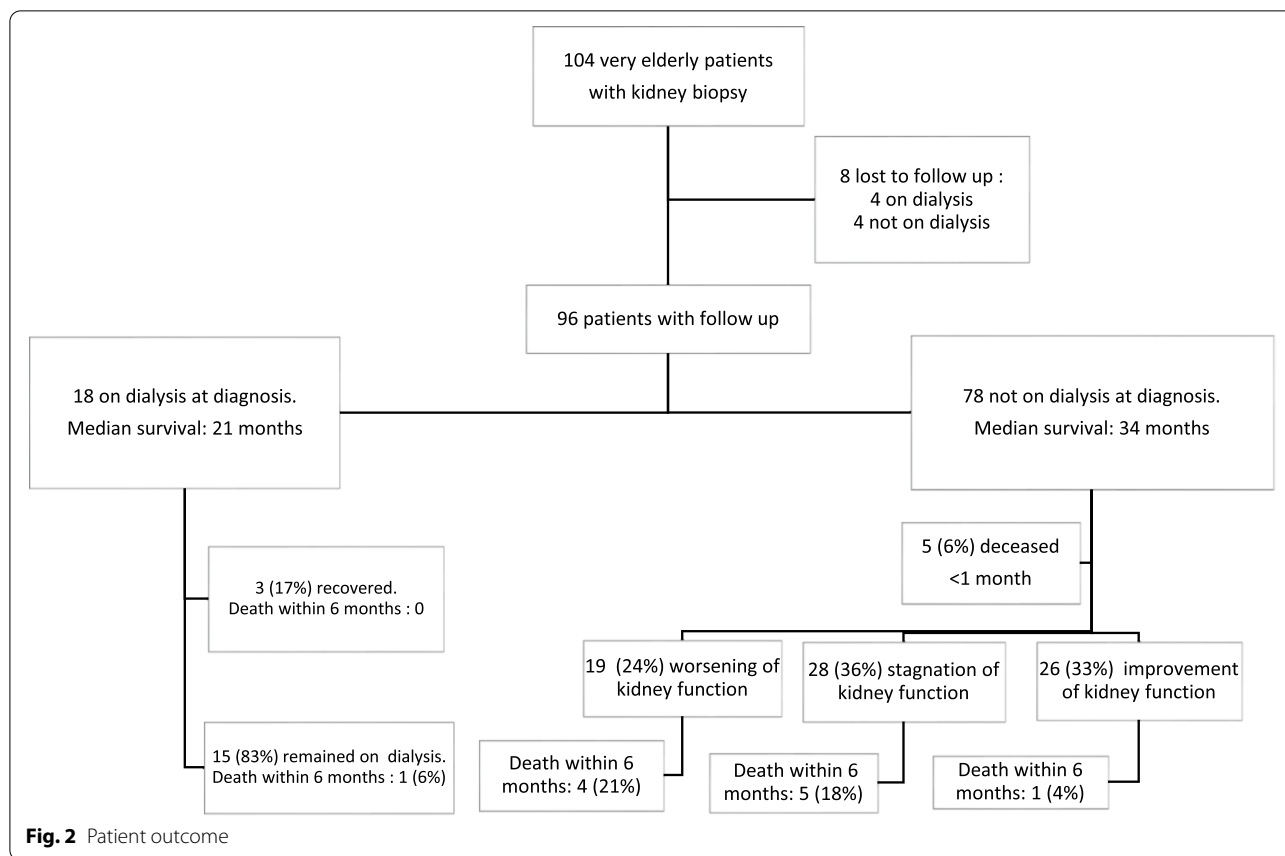 104 very elderly patients
with kidney biopsy
8 lost to follow up :
4 on dialysis
4 not on dialysis
96 patients with follow up
18 on dialysis at diagnosis.
Median survival: 21 months
78 not on dialysis at diagnosis.
Median survival: 34 months
3 (17%) recovered.
Death within 6 months : 0
15 (83%) remained on dialysis.
Death within 6 months : 1 (6%)
5 (6%) deceased
<1 month
19 (24%) worsening of
kidney function
28 (36%) stagnation of
kidney function
26 (33%) improvement
of kidney function
Death within 6
months: 4 (21%)
Death within 6
months: 5 (18%)
Death within 6
months: 1 (4%)
Fig. 2 Patient outcome